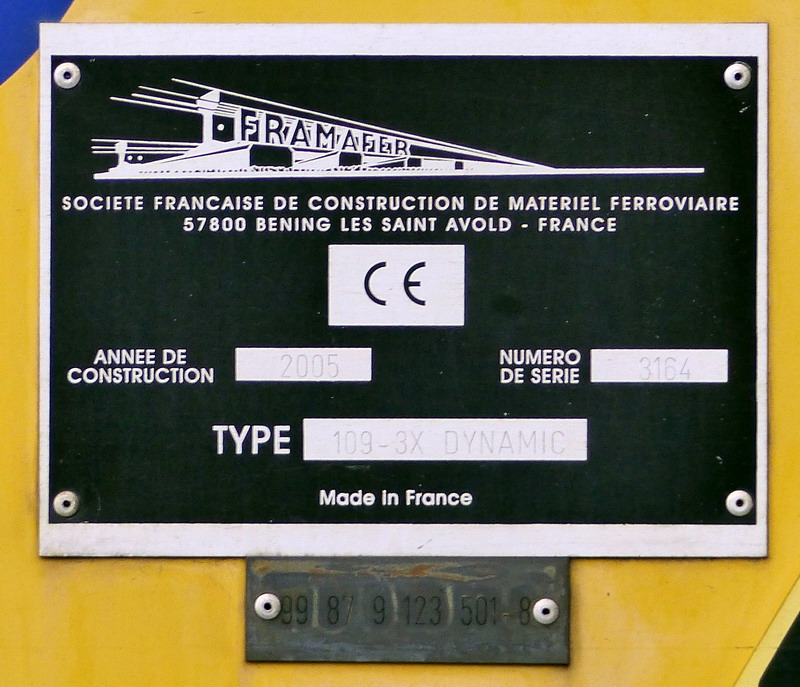 FRAMAFER
SOCIETE FRANCAISE DE CONSTRUCTION DE MATERIEL FERROVIAIRE
57800 BENING LES SAINT AVOLD - FRANCE
CE
ANNEE DE
CONSTRUCTION
2005
NUMERO
DE SERIE
3164
TYPE 109-3X DYNAMIC
Made in France
99 87 9 123 501-8